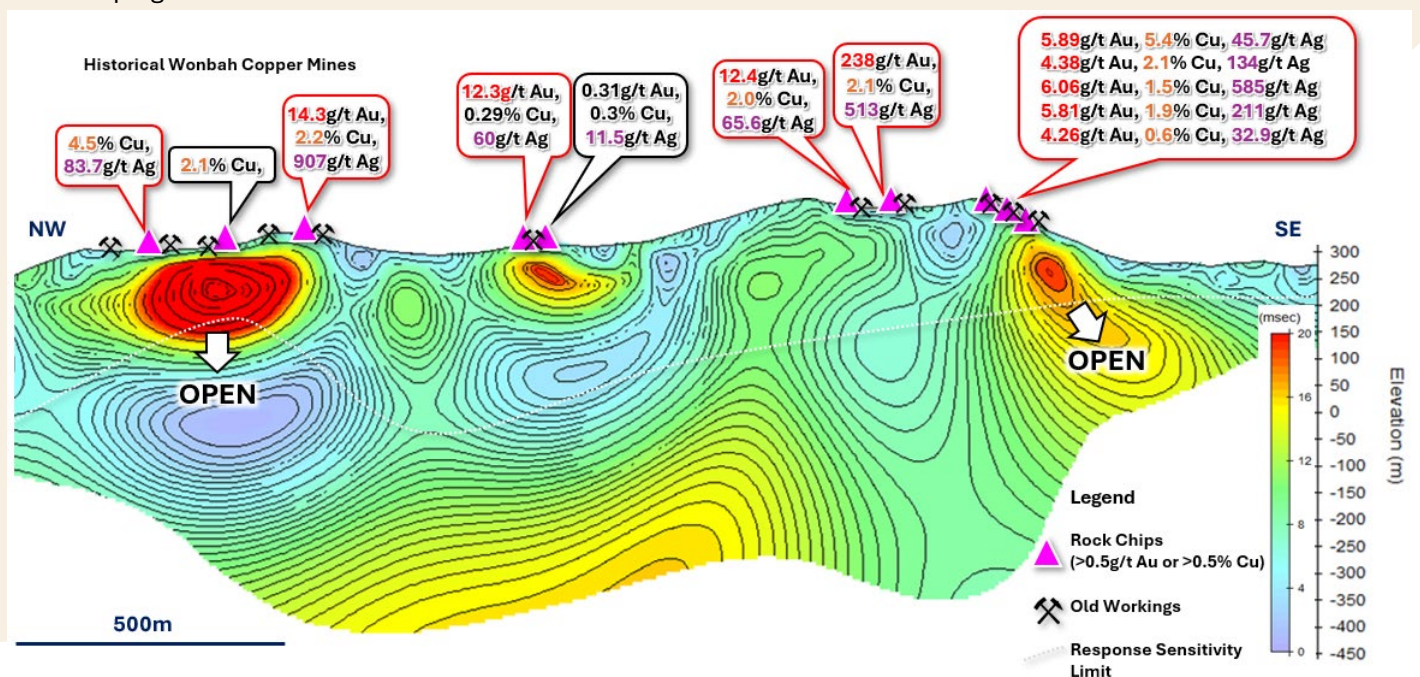 Historical Wonbah Copper Mines
4.5% Cu,
83.7g/t Ag
2.1% Cu,
14.3g/t Au,
2.2% Cu,
907g/t Ag
12.3g/t Au,
0.29% Cu,
60g/t Ag
0.31g/t Au,
0.3% Cu,
11.5g/t Ag
12.4g/t Au,
2.0% Cu,
65.6g/t Ag
238g/t Au,
2.1% Cu,
513g/t Ag
5.89g/t Au, 5.4% Cu, 45.7g/t Ag
4.38g/t Au, 2.1% Cu, 134g/t Ag
6.06g/t Au, 1.5% Cu, 585g/t Ag
5.81g/t Au, 1.9% Cu, 211g/t Ag
4.26g/t Au, 0.6% Cu, 32.9g/t Ag
NW
SE
OPEN
OPEN
300
250
200
150
100
50
0
-50
-100
-150
-200
-250
-300
-350
-400
-450
Elevation (m)
(msec)
20
16
12
8
4
0
Legend
Rock Chips
(>0.5g/t Au or >0.5% Cu)
Old Workings
Response Sensitivity
Limit
500m